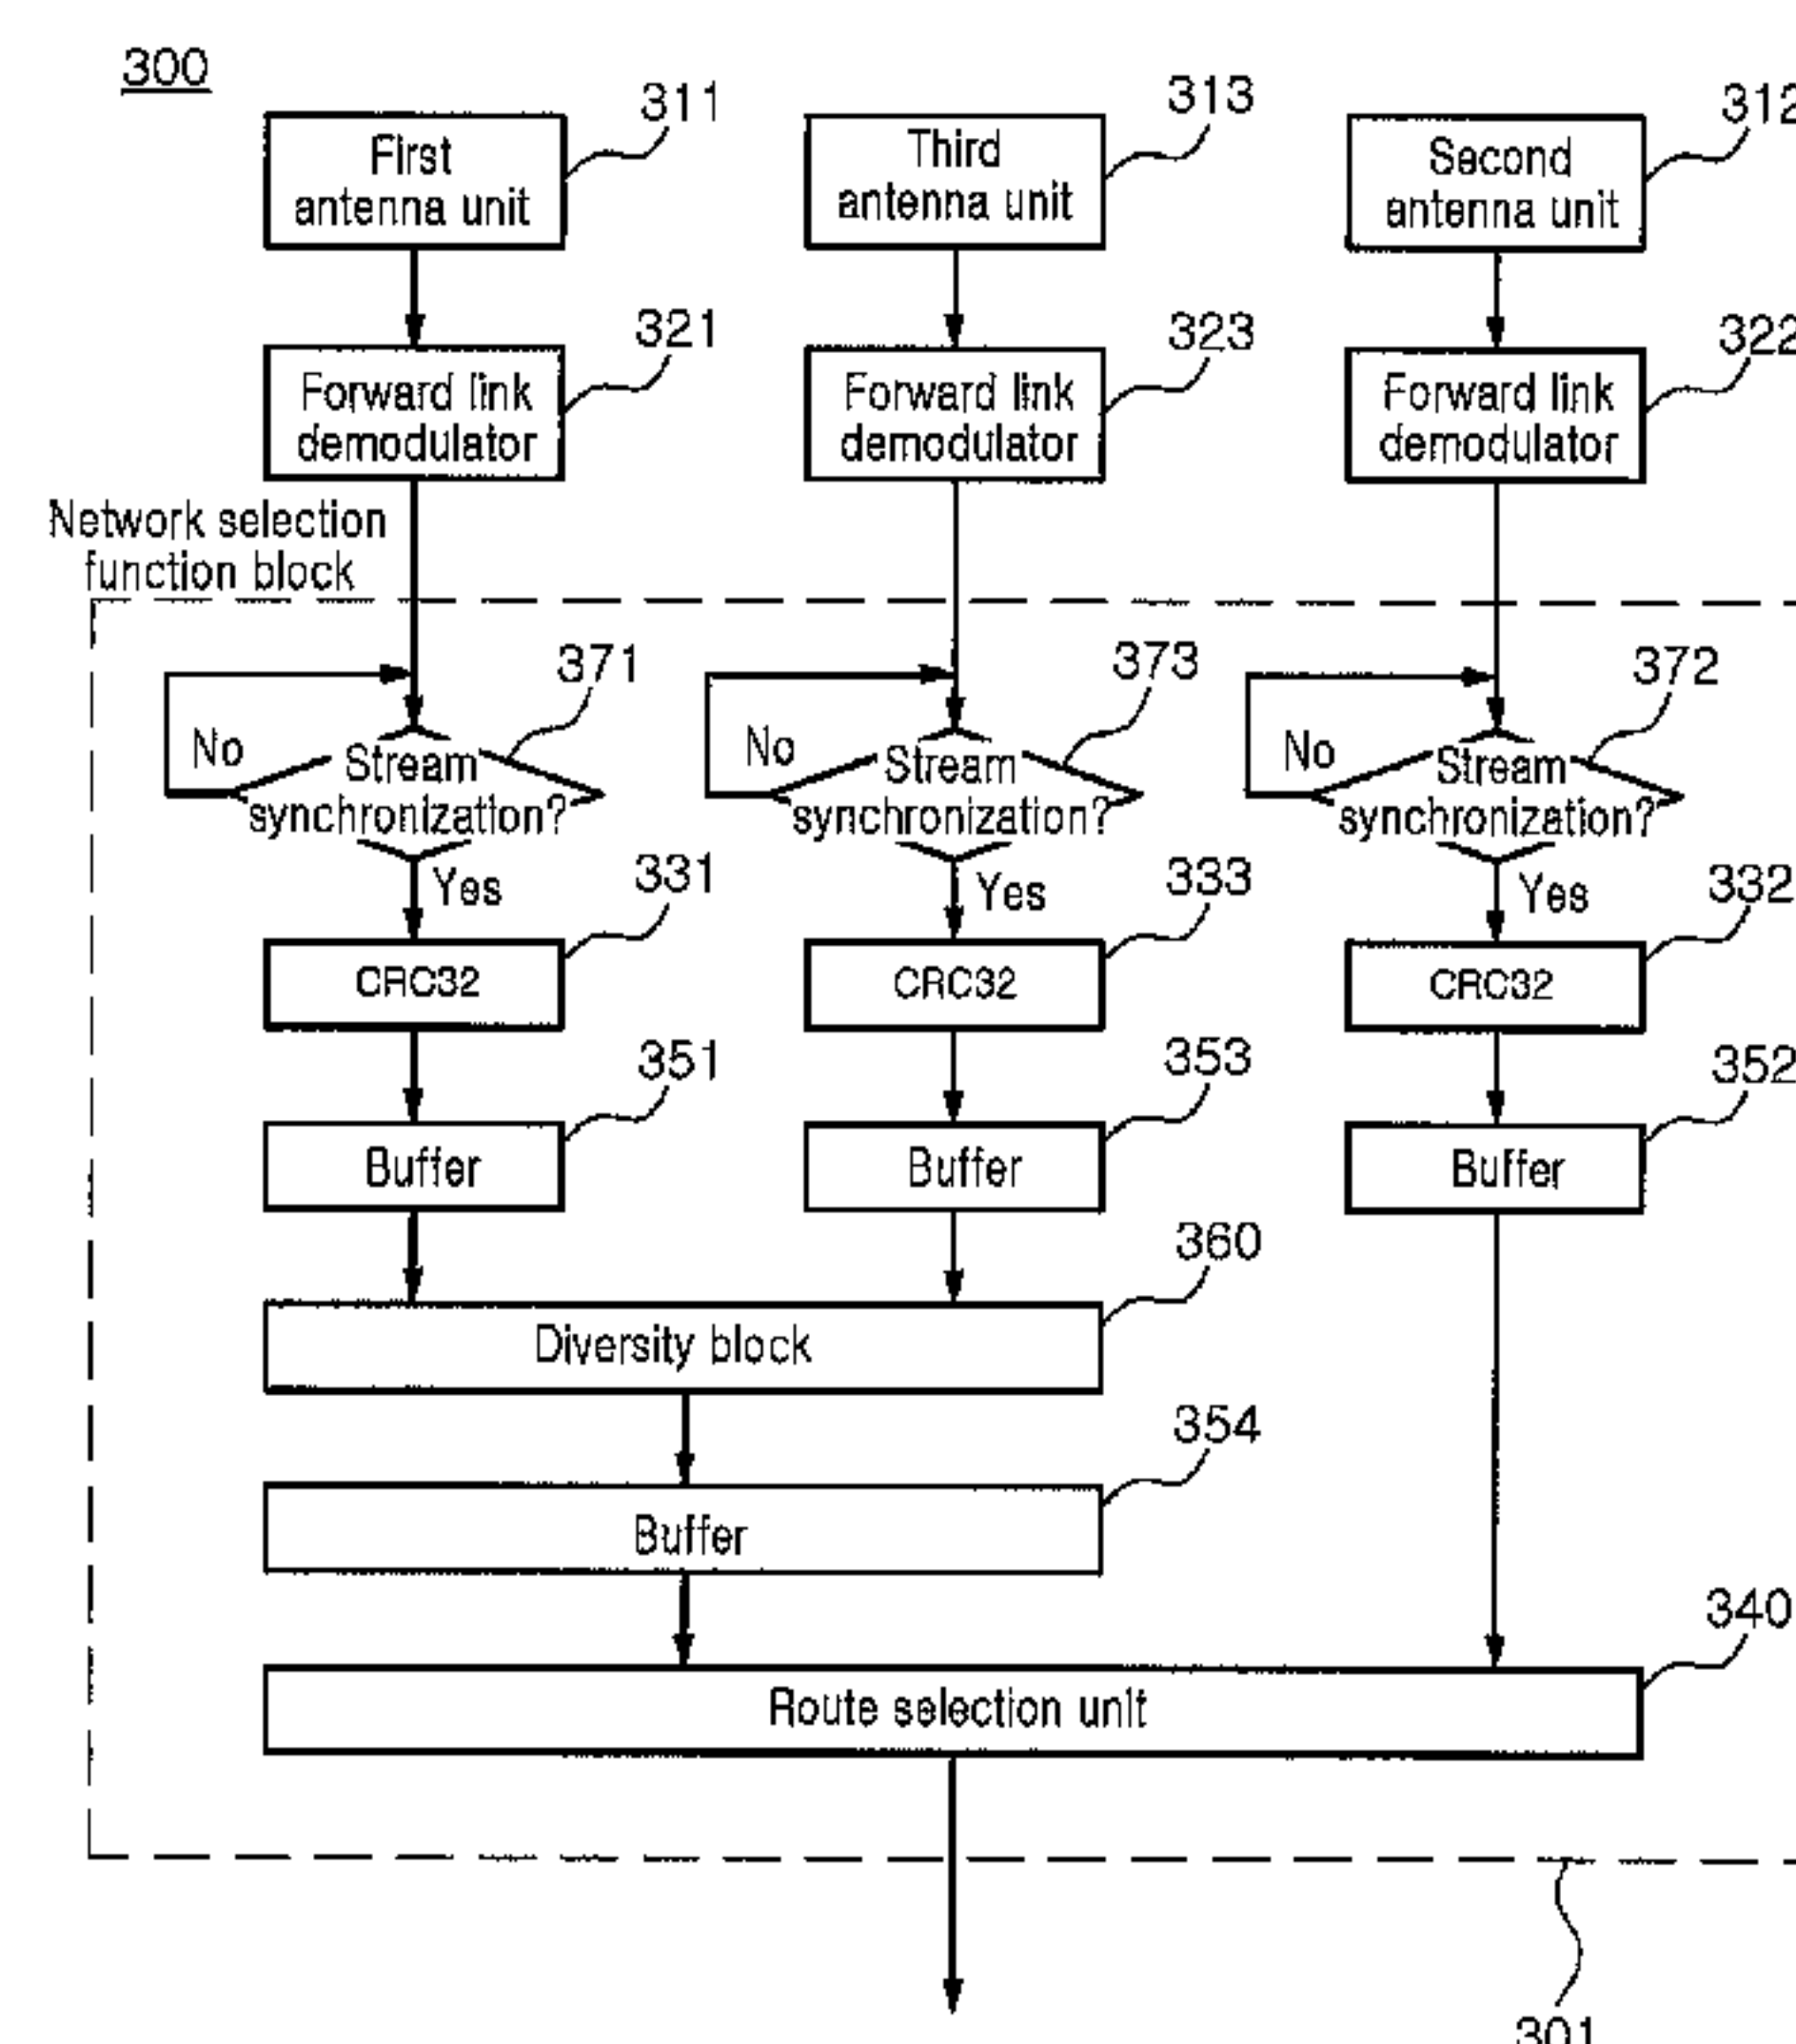 300
311
313
312
First
antenna unit
Third
antenna unit
Second
antenna unit
321
323
322
Forward link
demodulator
Forward link
demodulator
Forward link
demodulator
Network selection
function block
371
373
372
No
Stream
synchronization?
No
Stream
synchronization?
No
Stream
synchronization?
Yes
331
Yes
333
Yes
332
CRC32
CRC32
CRC32
351
353
352
Buffer
Buffer
Buffer
360
Diversity block
354
Buffer
340
Route selection unit
301